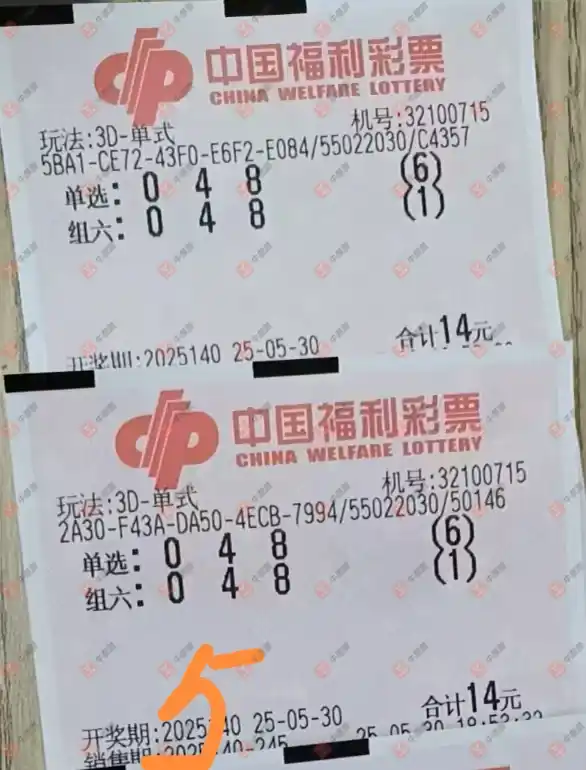 中国福利彩票
CHINA WELFARE LOTTERY
玩法:3D-单式 机号:32100715
5BA1-CE72-43F0-E6F2-E084/55022030/C4357
单选: 0 4 8 (6)
组六: 0 4 8 (1)
合计14元
开奖期:2025140 25-05-30
中国福利彩票
CHINA WELFARE LOTTERY
玩法:3D-单式 机号:32100715
2A30-F43A-DA50-4ECB-7994/55022030/50146
单选: 0 4 8 (6)
组六: 0 4 8 (1)
合计14元
开奖期:2025140 25-05-30
5